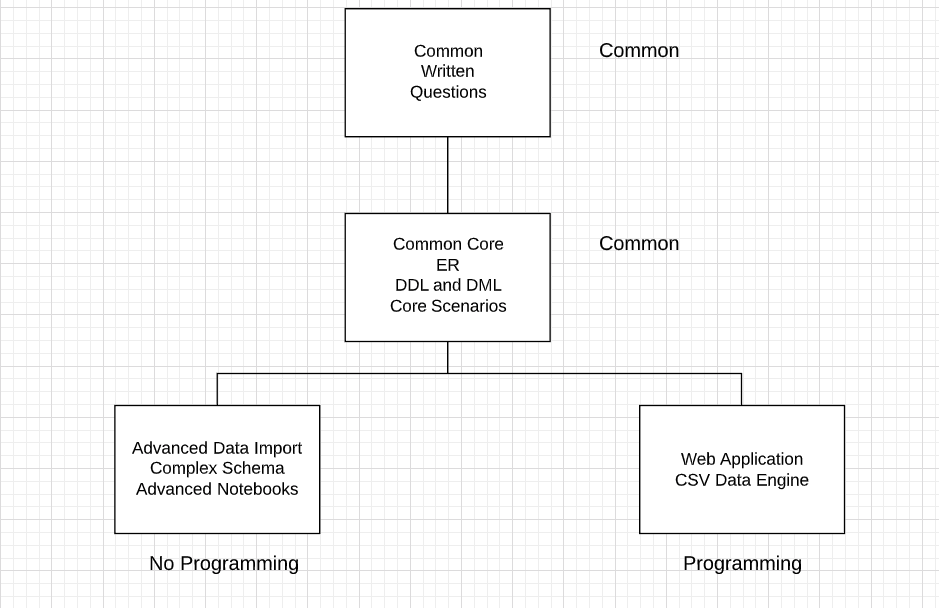 Common
Written
Questions
Common
Common Core
ER
DDL and DML
Core Scenarios
Common
Advanced Data Import
Complex Schema
Advanced Notebooks
No Programming
Web Application
CSV Data Engine
Programming